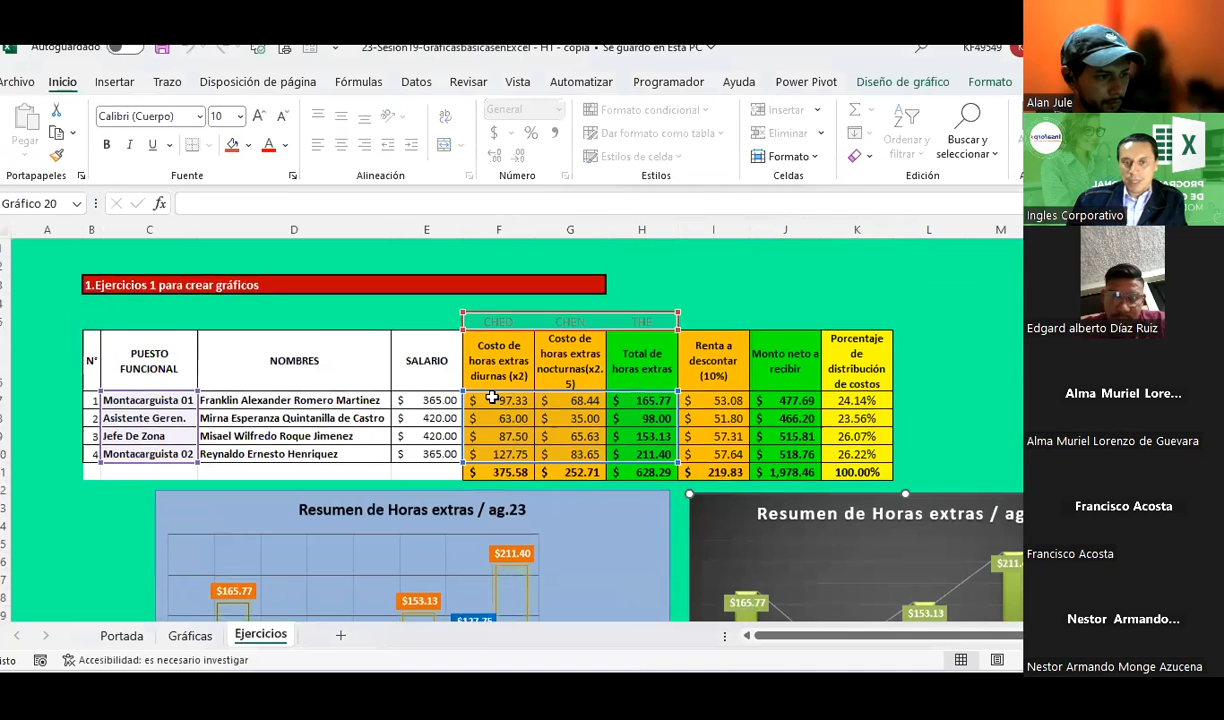 Autoguardado
23-Sesion19-GraficasbasicasenExcel - HT - copia • Se guardó en Esta PC
KF49549
Archivo Inicio Insertar Trazo Disposición de página Fórmulas Datos Revisar Vista Automatizar Programador Ayuda Power Pivot Diseño de gráfico Formato
Pegar
Calibri (Cuerpo) 10
General
Formato condicional
Dar formato como tabla
Estilos de celda
Insertar
Eliminar
Formato
Ordenar y filtrar
Buscar y seleccionar
Portapapeles Fuente Alineación Número Estilos Celdas Edición
Gráfico 20
A B C D E F G H I J K L M
1.Ejercicios 1 para crear gráficos
CHED CHEN THE
N° PUESTO FUNCIONAL NOMBRES SALARIO Costo de horas extras diurnas (x2) Costo de horas extras nocturnas(x2.5) Total de horas extras Renta a descontar (10%) Monto neto a recibir Porcentaje de distribución de costos
1 Montacarguista 01 Franklin Alexander Romero Martinez $ 365.00 $ 97.33 $ 68.44 $ 165.77 $ 53.08 $ 477.69 24.14%
2 Asistente Geren. Mirna Esperanza Quintanilla de Castro $ 420.00 $ 63.00 $ 35.00 $ 98.00 $ 51.80 $ 466.20 23.56%
3 Jefe De Zona Misael Wilfredo Roque Jimenez $ 420.00 $ 87.50 $ 65.63 $ 153.13 $ 57.31 $ 515.81 26.07%
4 Montacarguista 02 Reynaldo Ernesto Henriquez $ 365.00 $ 127.75 $ 83.65 $ 211.40 $ 57.64 $ 518.76 26.22%
$ 375.58 $ 252.71 $ 628.29 $ 219.83 $ 1,978.46 100.00%
Resumen de Horas extras / ag.23
$211.40
$165.77
$153.13
$127.75
Resumen de Horas extras / ag
$211.4
$165.77
$153.13
Portada Gráficas Ejercicios
Accesibilidad: es necesario investigar
Alan Jule
Ingles Corporativo
Edgard alberto Díaz Ruiz
Alma Muriel Lore...
Alma Muriel Lorenzo de Guevara
Francisco Acosta
Francisco Acosta
Nestor Armando...
Nestor Armando Monge Azucena